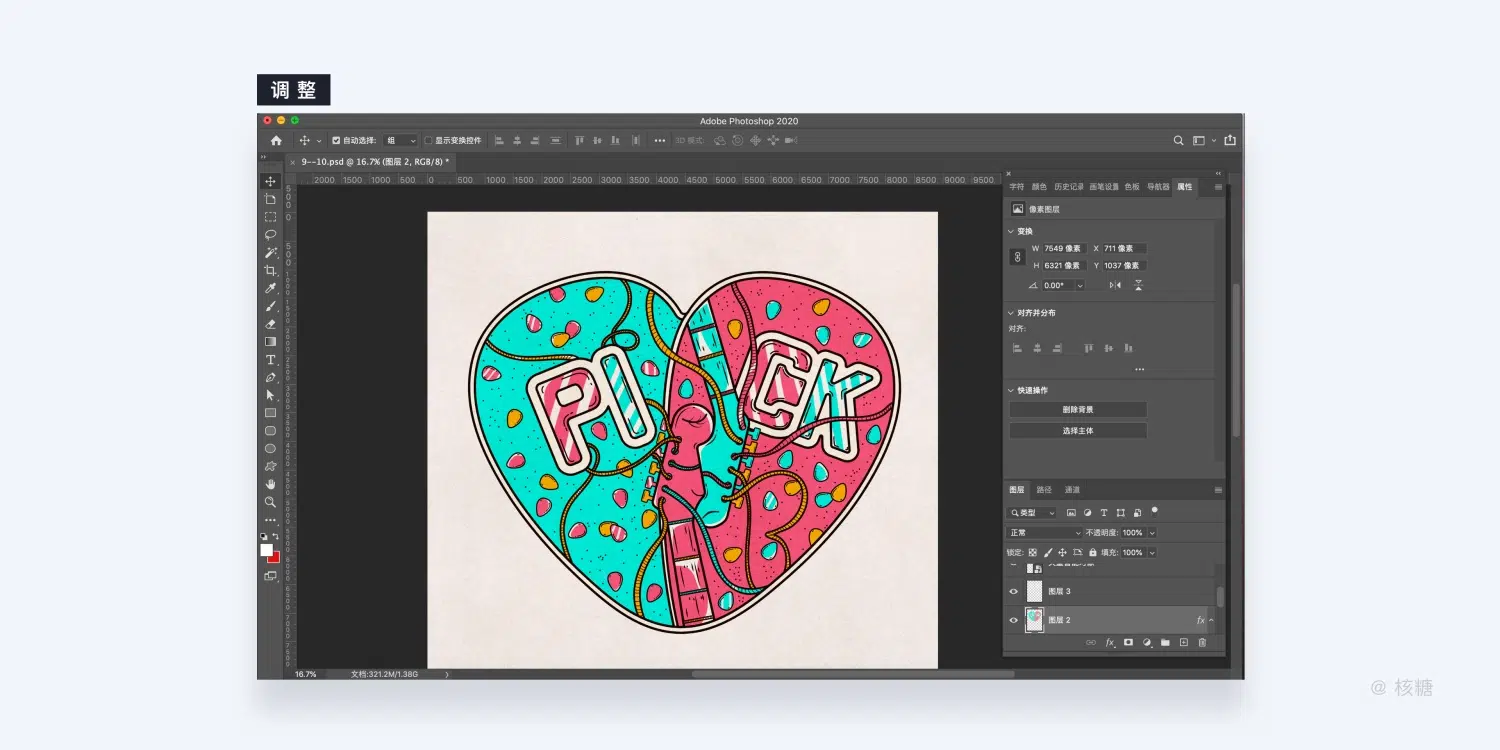 调 整
Adobe Photoshop 2020
自动选择: 组 显示变换控件 3D 模式:
9--10.psd @ 16.7% (图层 2, RGB/8) *
2000 1500 1000 500 0 500 1000 1500 2000 2500 3000 3500 4000 4500 5000 5500 6000 6500 7000 7500 8000 8500 9000 9500
字符 颜色 历史记录 画笔设置 色板 导航器 属性
像素图层
变换
W 7549 像素 X 711 像素
H 6321 像素 Y 1037 像素
0.00°
对齐并分布
对齐:
快速操作
删除背景
选择主体
PICK
图层 路径 通道
类型
正常 不透明度: 100%
锁定: 填充: 100%
图层 3
图层 2 fx
fx
16.7% 文档:321.2M/1.38G
@ 核糖